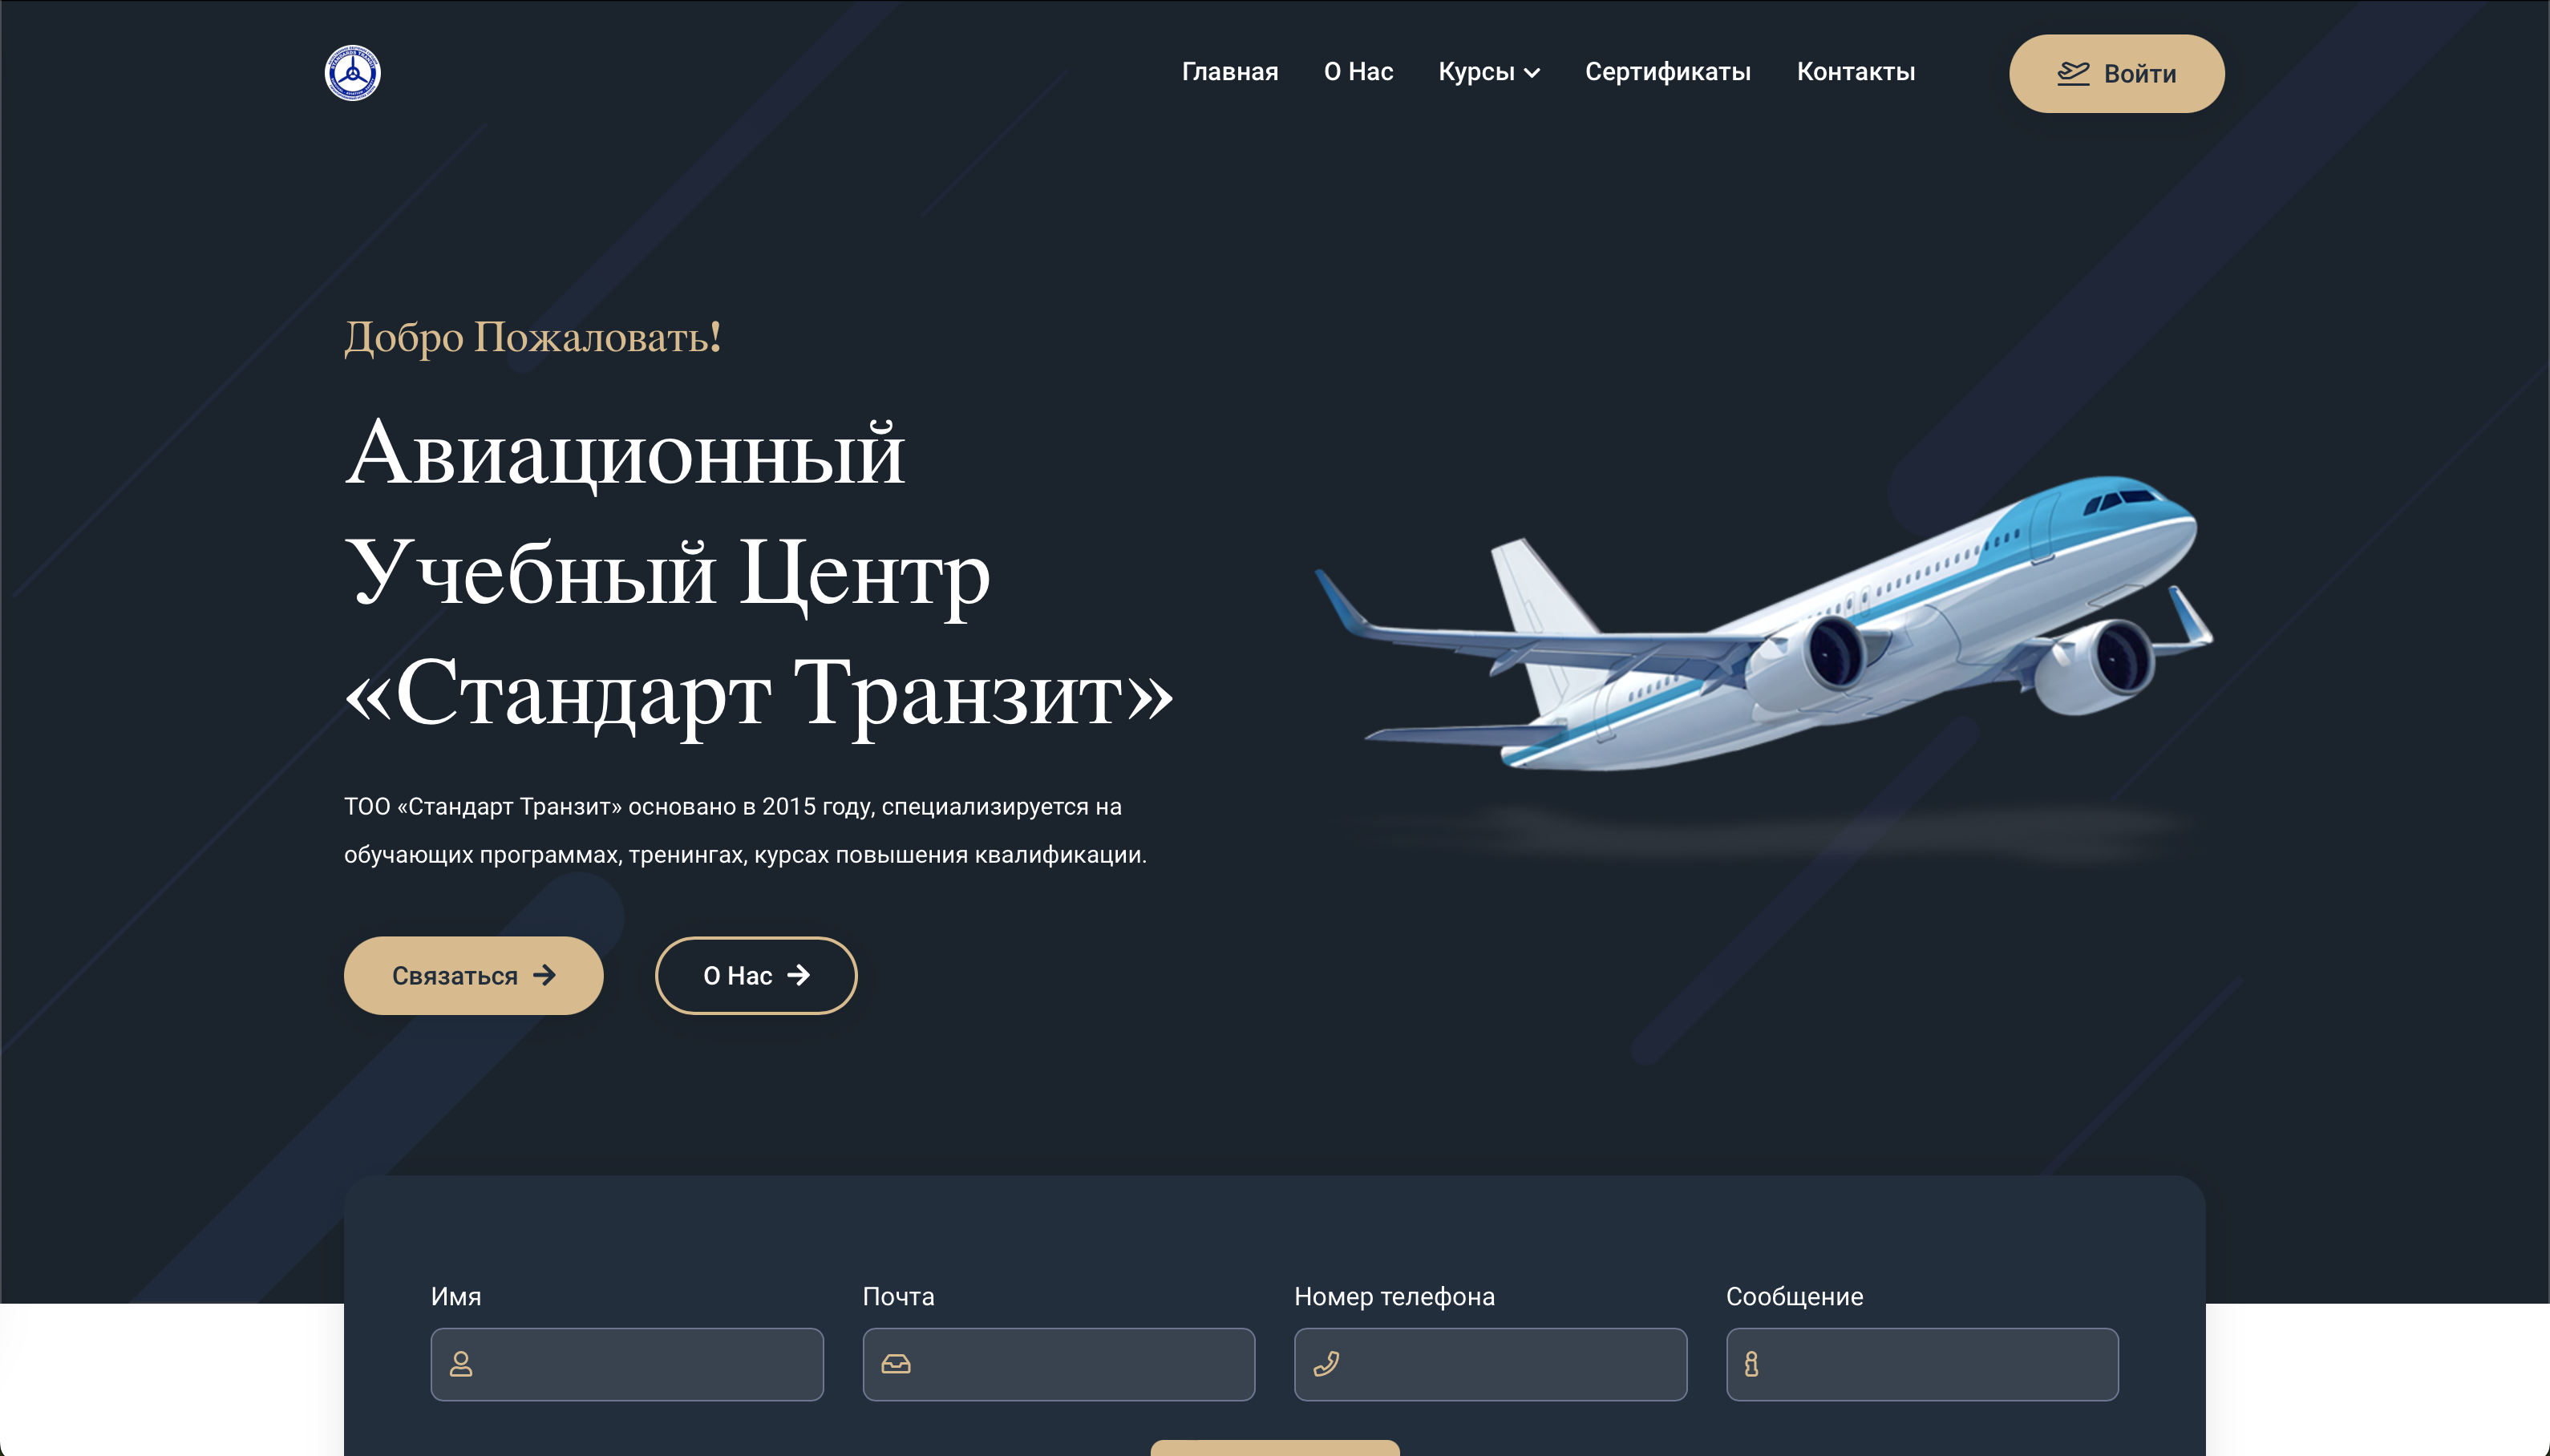 Главная
О Нас
Курсы
Сертификаты
Контакты
Войти
Добро Пожаловать!
Авиационный
Учебный Центр
«Стандарт Транзит»
ТОО «Стандарт Транзит» основано в 2015 году, специализируется на
обучающих программах, тренингах, курсах повышения квалификации.
Связаться
О Нас
Имя
Почта
Номер телефона
Сообщение